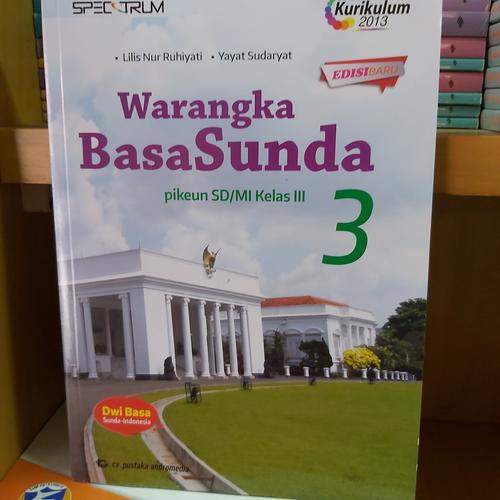 SPECTRUM
Kurikulum
2013
• Lilis Nur Ruhiyati • Yayat Sudaryat
EDISI BARU
Warangka
BasaSunda
pikeun SD/MI Kelas III
3
Dwi Basa
Sunda-Indonesia
cv. pustaka andromedia